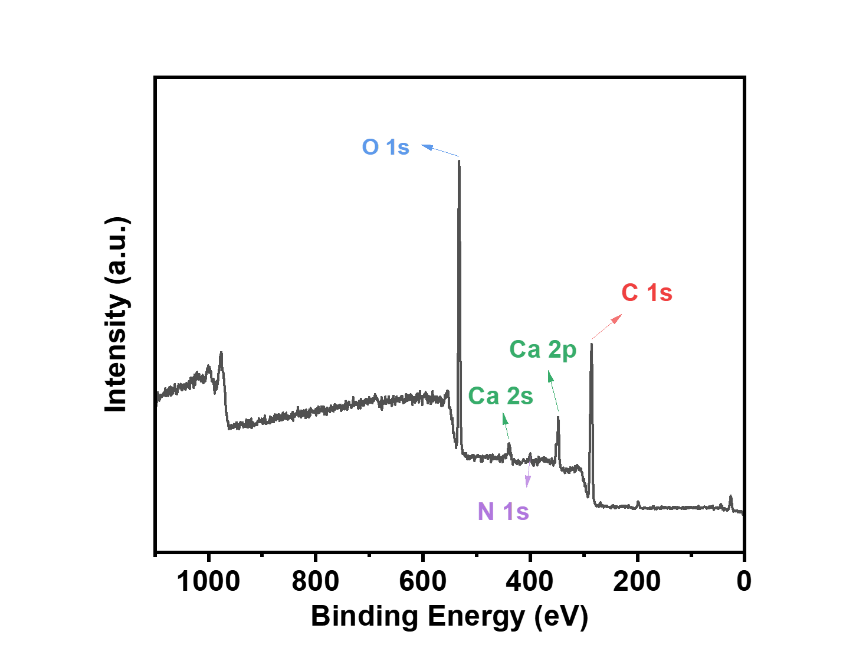 O 1s
C 1s
Ca 2p
Ca 2s
N 1s
Intensity (a.u.)
1000 800 600 400 200 0
Binding Energy (eV)